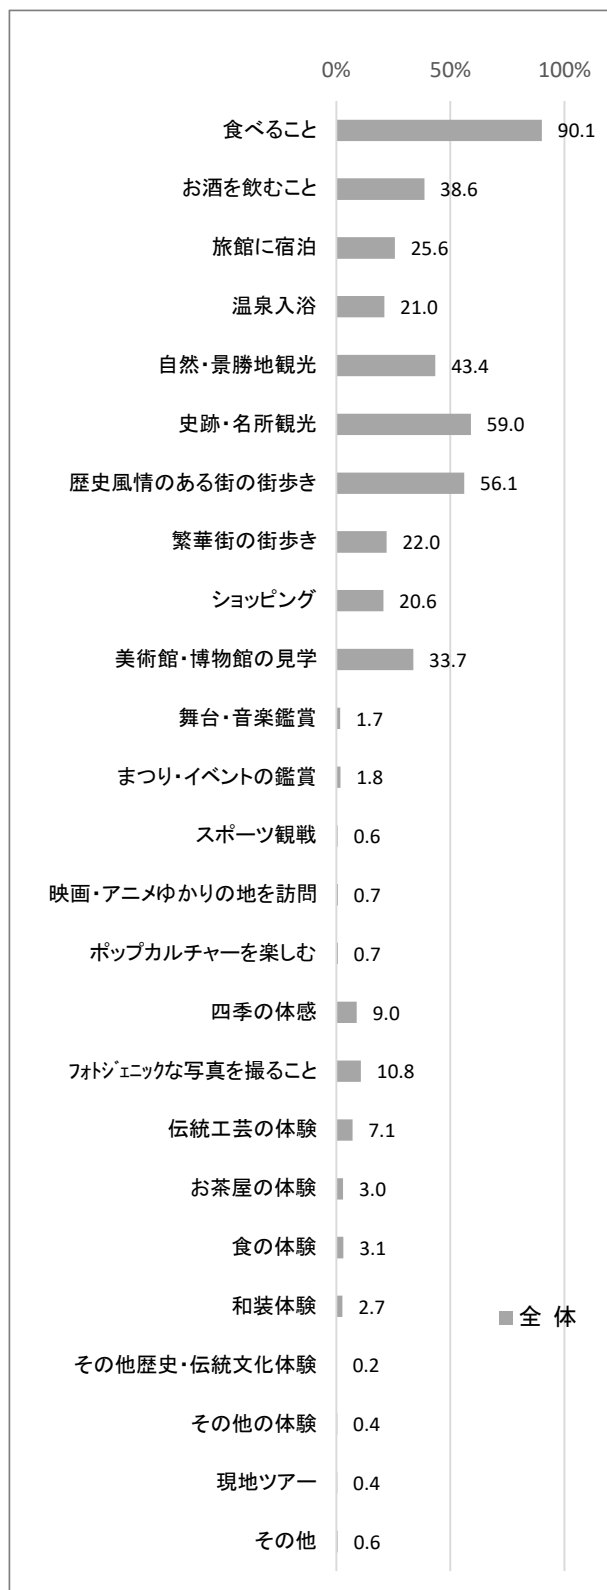 0% 50% 100%
食べること 90.1
お酒を飲むこと 38.6
旅館に宿泊 25.6
温泉入浴 21.0
自然・景勝地観光 43.4
史跡・名所観光 59.0
歴史風情のある街の街歩き 56.1
繁華街の街歩き 22.0
ショッピング 20.6
美術館・博物館の見学 33.7
舞台・音楽鑑賞 1.7
まつり・イベントの鑑賞 1.8
スポーツ観戦 0.6
映画・アニメゆかりの地を訪問 0.7
ポップカルチャーを楽しむ 0.7
四季の体感 9.0
ﾌｫﾄｼﾞｪﾆｯｸな写真を撮ること 10.8
伝統工芸の体験 7.1
お茶屋の体験 3.0
食の体験 3.1
和装体験 2.7
全 体
その他歴史・伝統文化体験 0.2
その他の体験 0.4
現地ツアー 0.4
その他 0.6